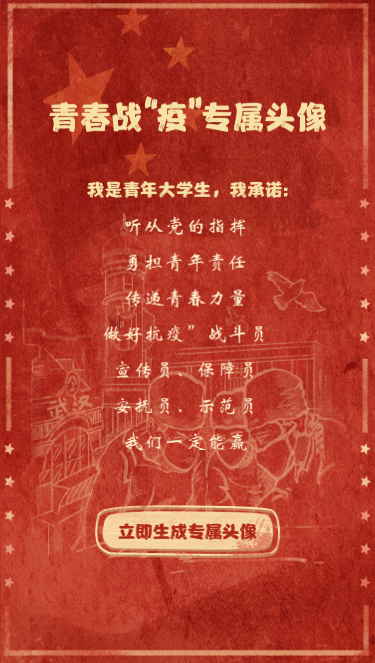 青春战"疫"专属头像
我是青年大学生，我承诺：
听从党的指挥
勇担青年责任
传递青春力量
做好抗疫”战斗员
宣传员、保障员
安抚员、示范员
我们一定能赢
武汉
立即生成专属头像